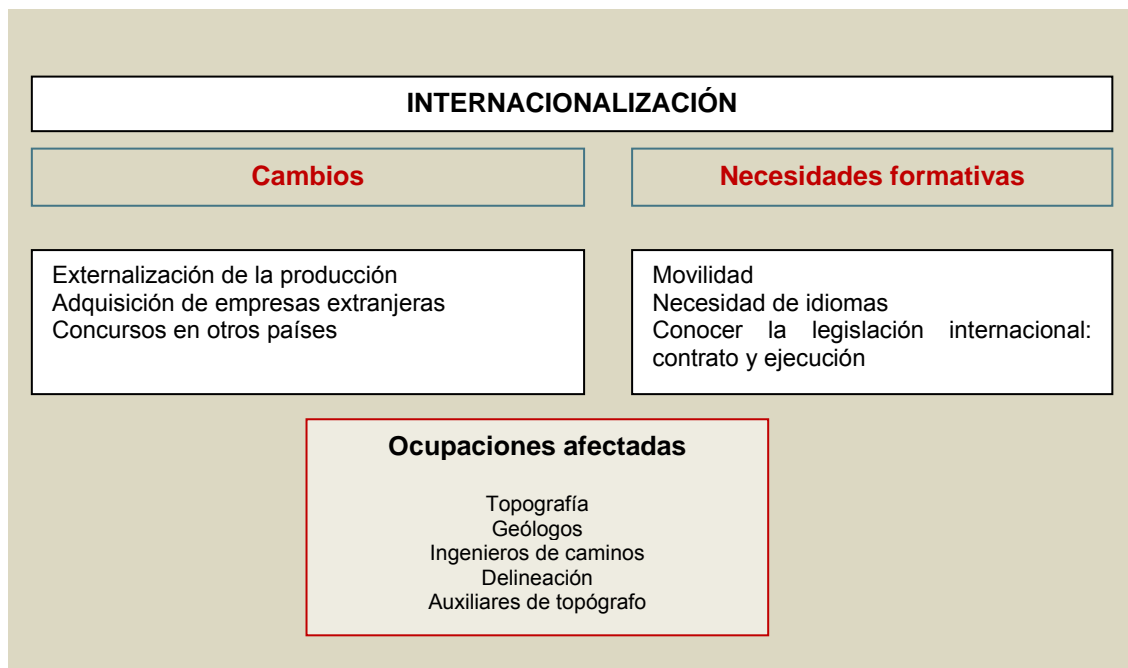 INTERNACIONALIZACIÓN
Cambios
Necesidades formativas
Externalización de la producción
Adquisición de empresas extranjeras
Concursos en otros países
Movilidad
Necesidad de idiomas
Conocer la legislación internacional:
contrato y ejecución
Ocupaciones afectadas
Topografía
Geólogos
Ingenieros de caminos
Delineación
Auxiliares de topógrafo